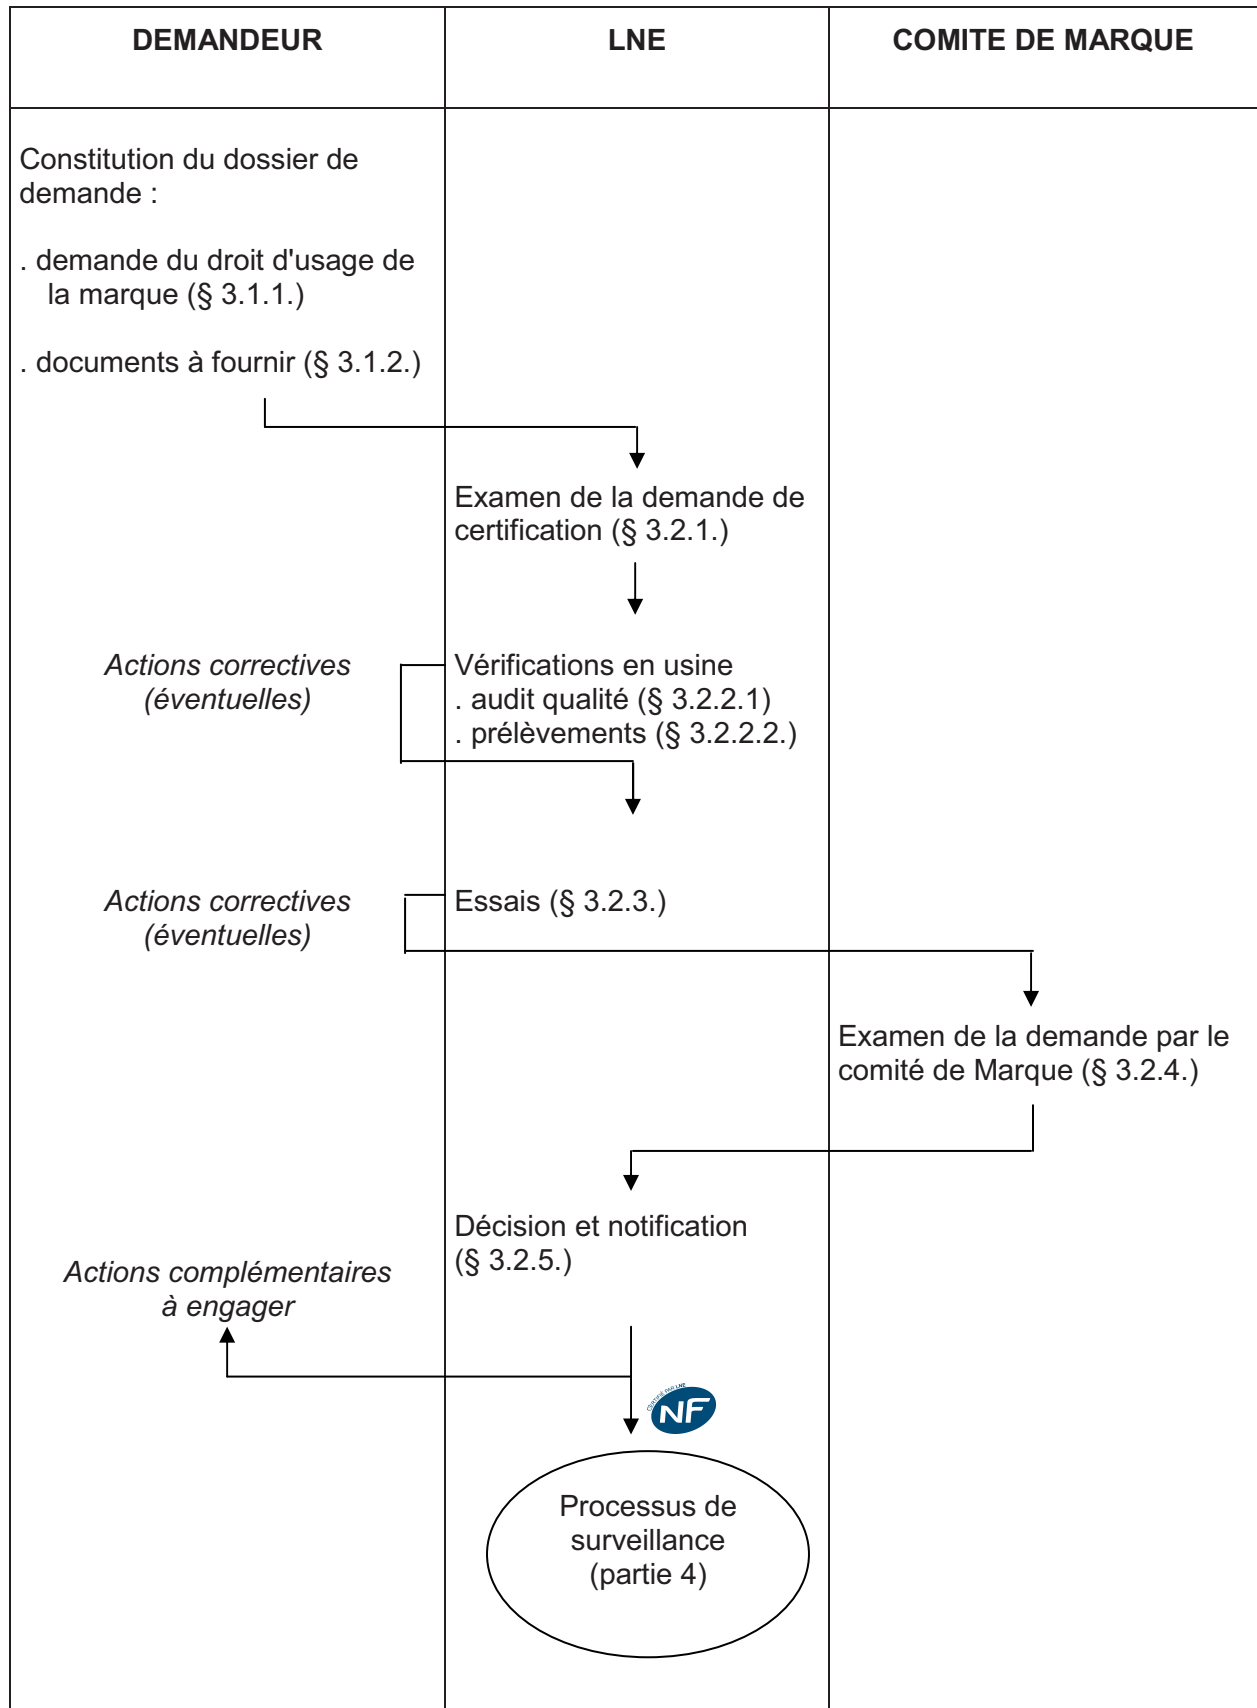 DEMANDEUR
LNE
COMITE DE MARQUE
Constitution du dossier de
demande :
. demande du droit d'usage de
la marque (§ 3.1.1.)
. documents à fournir (§ 3.1.2.)
Examen de la demande de
certification (§ 3.2.1.)
Actions correctives
(éventuelles)
Vérifications en usine
. audit qualité (§ 3.2.2.1)
. prélèvements (§ 3.2.2.2.)
Actions correctives
(éventuelles)
Essais (§ 3.2.3.)
Examen de la demande par le
comité de Marque (§ 3.2.4.)
Décision et notification
(§ 3.2.5.)
Actions complémentaires
à engager
CERTIFIÉ PAR LNE
NF
Processus de
surveillance
(partie 4)